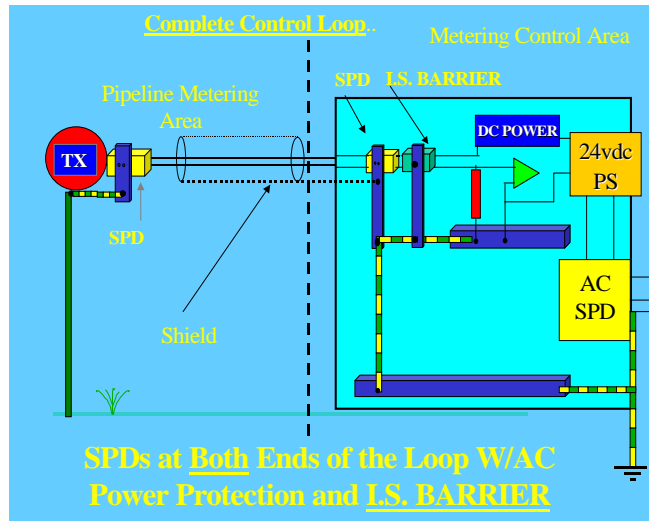 Complete Control Loop..
Metering Control Area
Pipeline Metering
Area
SPD
I.S. BARRIER
DC POWER
24vdc
PS
TX
SPD
AC
SPD
Shield
SPDs at Both Ends of the Loop W/AC
Power Protection and I.S. BARRIER